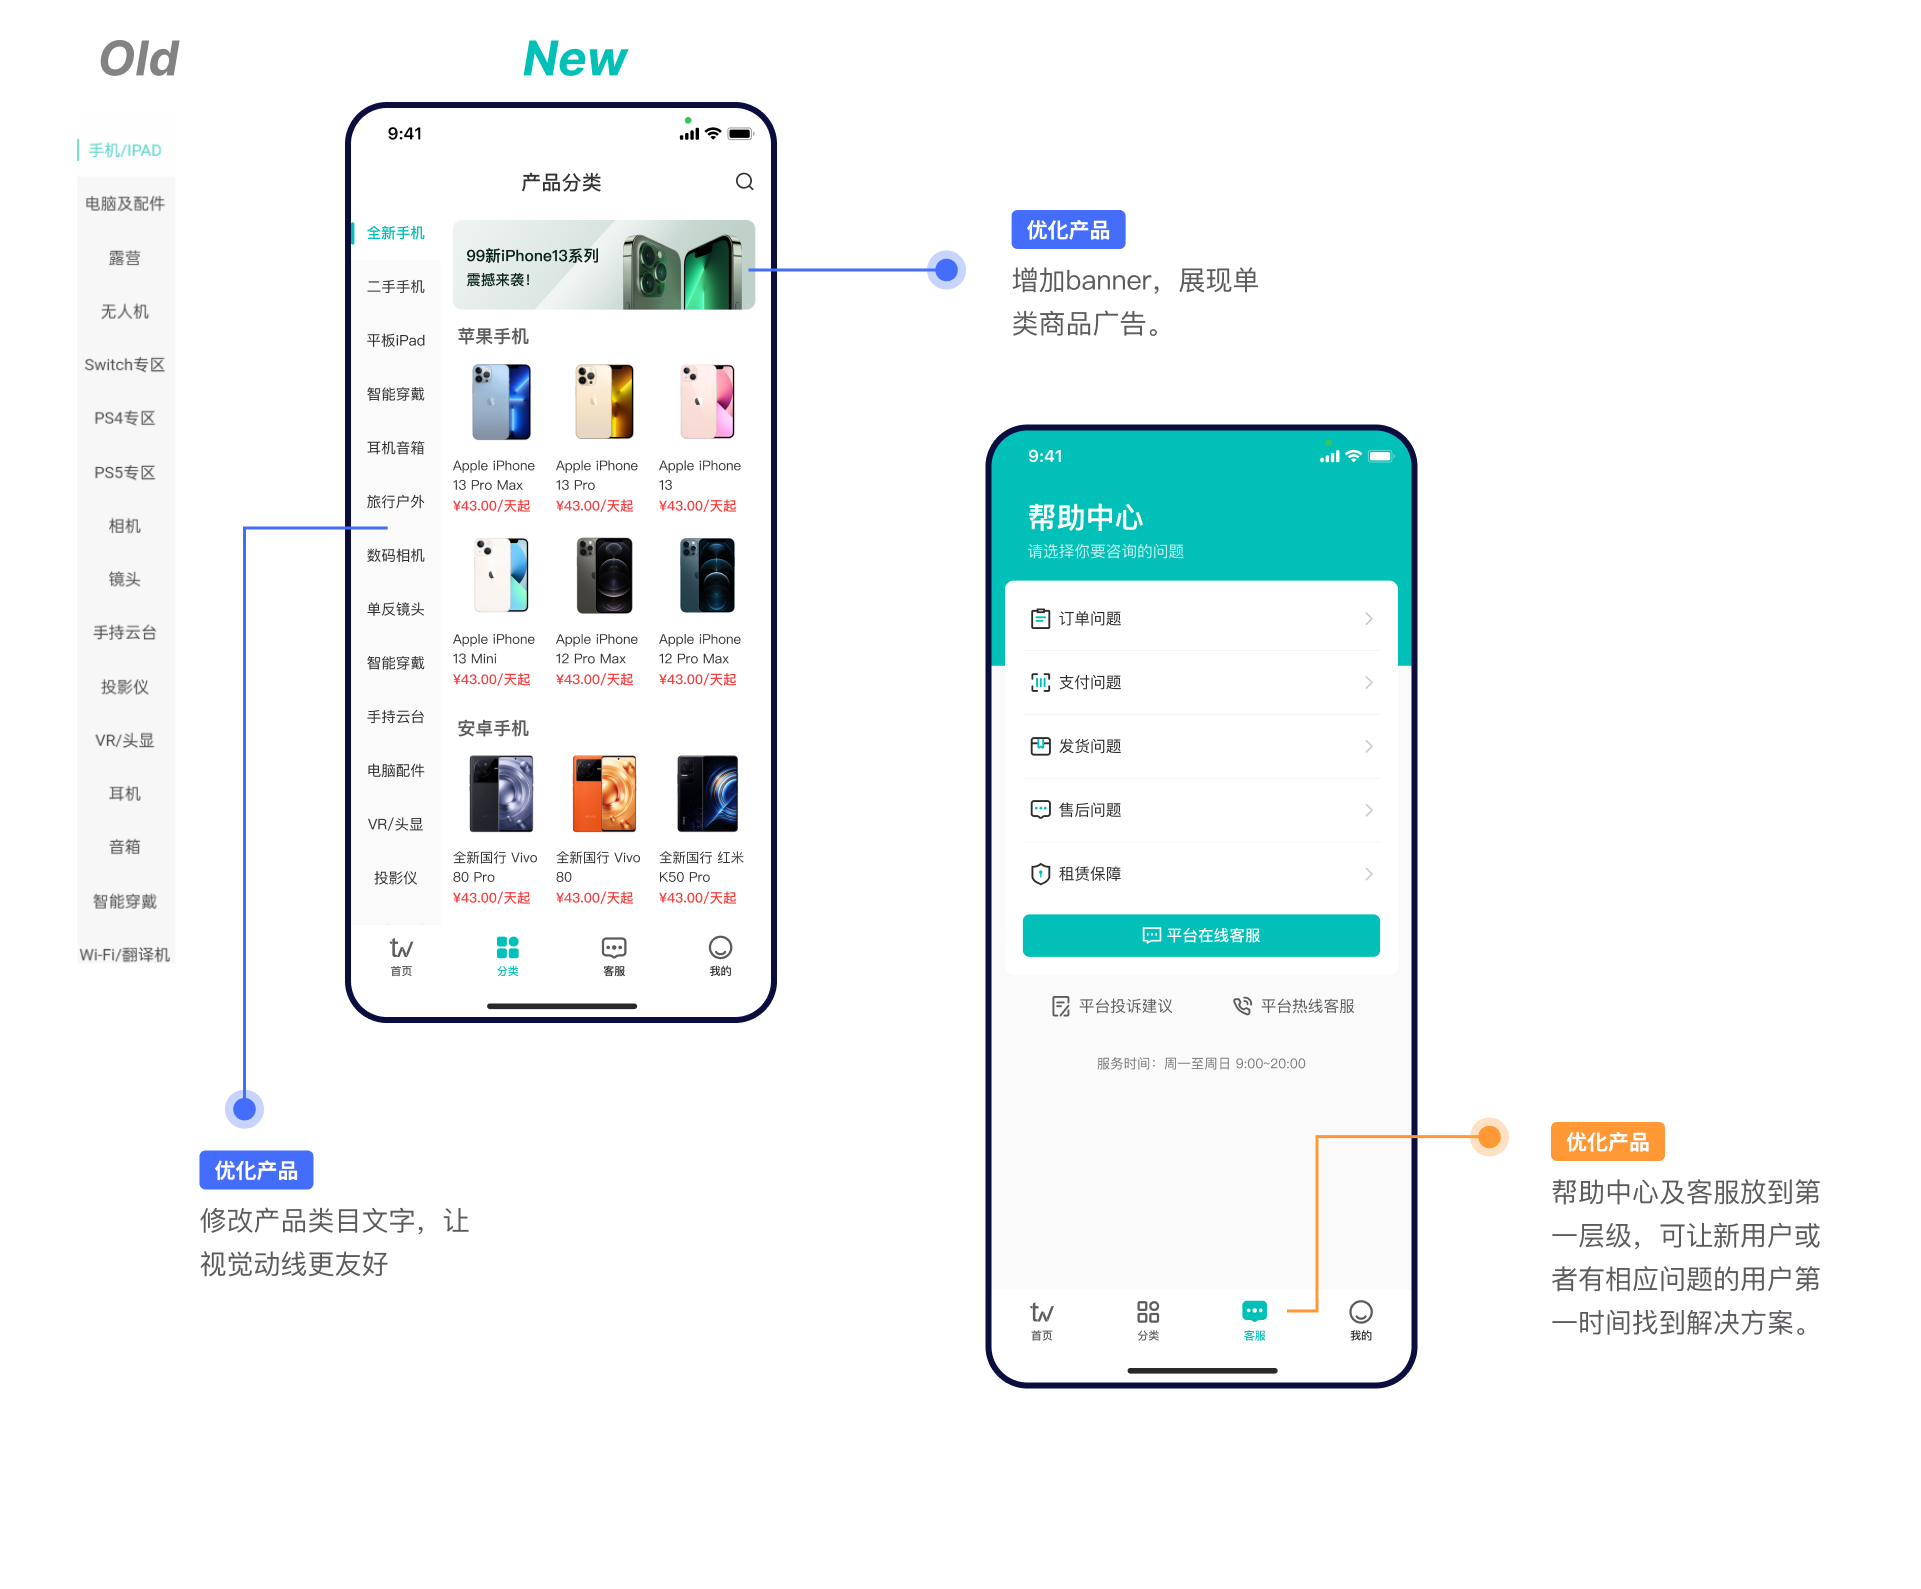 Old
New
手机/IPAD
电脑及配件
露营
无人机
Switch专区
PS4专区
PS5专区
相机
镜头
手持云台
投影仪
VR/头显
耳机
音箱
智能穿戴
Wi-Fi/翻译机
9:41
产品分类
全新手机
二手手机
平板iPad
智能穿戴
耳机音箱
旅行户外
数码相机
单反镜头
智能穿戴
手持云台
电脑配件
VR/头显
投影仪
99新iPhone13系列
震撼来袭！
苹果手机
Apple iPhone 13 Pro Max
¥43.00/天起
Apple iPhone 13 Pro
¥43.00/天起
Apple iPhone 13
¥43.00/天起
Apple iPhone 13 Mini
¥43.00/天起
Apple iPhone 12 Pro Max
¥43.00/天起
Apple iPhone 12 Pro Max
¥43.00/天起
安卓手机
全新国行 Vivo 80 Pro
¥43.00/天起
全新国行 Vivo 80
¥43.00/天起
全新国行 红米 K50 Pro
¥43.00/天起
首页
分类
客服
我的
优化产品
增加banner，展现单
类商品广告。
优化产品
修改产品类目文字，让
视觉动线更友好
9:41
帮助中心
请选择你要咨询的问题
订单问题
支付问题
发货问题
售后问题
租赁保障
平台在线客服
平台投诉建议
平台热线客服
服务时间：周一至周日 9:00~20:00
首页
分类
客服
我的
优化产品
帮助中心及客服放到第
一层级，可让新用户或
者有相应问题的用户第
一时间找到解决方案。